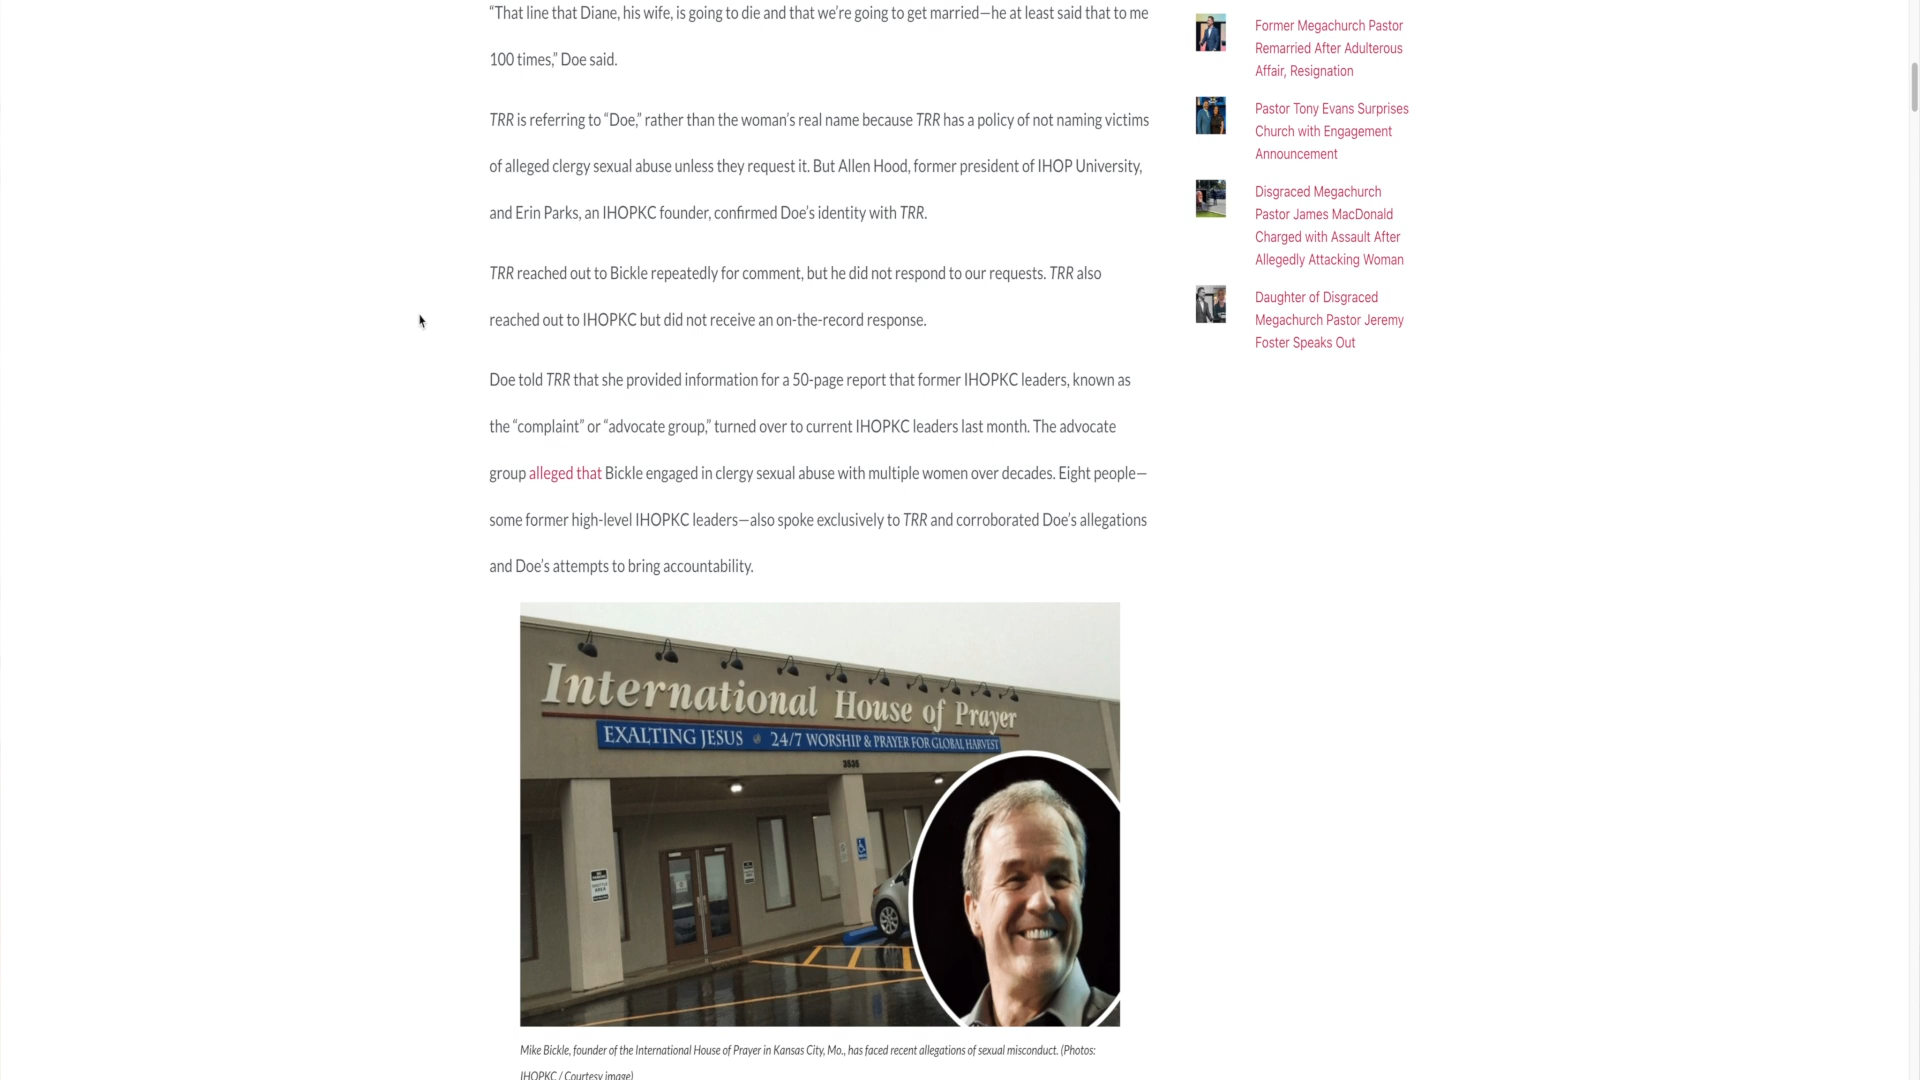 “That line that Diane, his wife, is going to die and that we’re going to get married—he at least said that to me
100 times,” Doe said.
TRR is referring to “Doe,” rather than the woman’s real name because TRR has a policy of not naming victims
of alleged clergy sexual abuse unless they request it. But Allen Hood, former president of IHOP University,
and Erin Parks, an IHOPKC founder, confirmed Doe’s identity with TRR.
TRR reached out to Bickle repeatedly for comment, but he did not respond to our requests. TRR also
reached out to IHOPKC but did not receive an on-the-record response.
Doe told TRR that she provided information for a 50-page report that former IHOPKC leaders, known as
the “complaint” or “advocate group,” turned over to current IHOPKC leaders last month. The advocate
group alleged that Bickle engaged in clergy sexual abuse with multiple women over decades. Eight people—
some former high-level IHOPKC leaders—also spoke exclusively to TRR and corroborated Doe’s allegations
and Doe’s attempts to bring accountability.
International House of Prayer
EXALTING JESUS 24/7 WORSHIP & PRAYER FOR GLOBAL HARVEST
3535
Mike Bickle, founder of the International House of Prayer in Kansas City, Mo., has faced recent allegations of sexual misconduct. (Photos:
IHOPKC / Courtesy image)
Former Megachurch Pastor
Remarried After Adulterous
Affair, Resignation
Pastor Tony Evans Surprises
Church with Engagement
Announcement
Disgraced Megachurch
Pastor James MacDonald
Charged with Assault After
Allegedly Attacking Woman
Daughter of Disgraced
Megachurch Pastor Jeremy
Foster Speaks Out